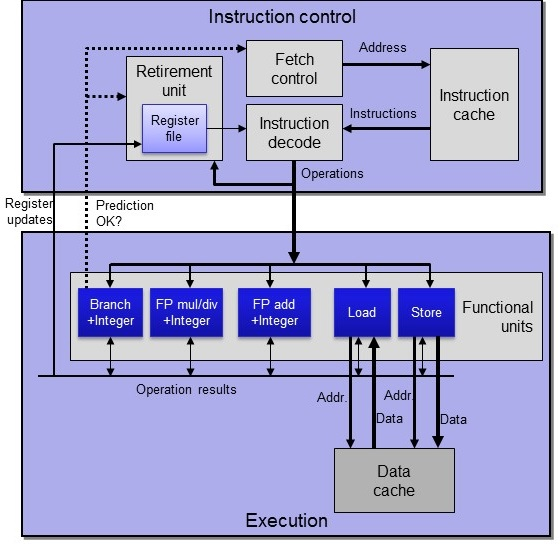 Instruction control
Fetch
control
Address
Instruction
cache
Retirement
unit
Register
file
Instruction
decode
Instructions
Operations
Register
updates
Prediction
OK?
Branch
+Integer
FP mul/div
+Integer
FP add
+Integer
Load
Store
Functional
units
Operation results
Addr.
Addr.
Data
Data
Data
cache
Execution